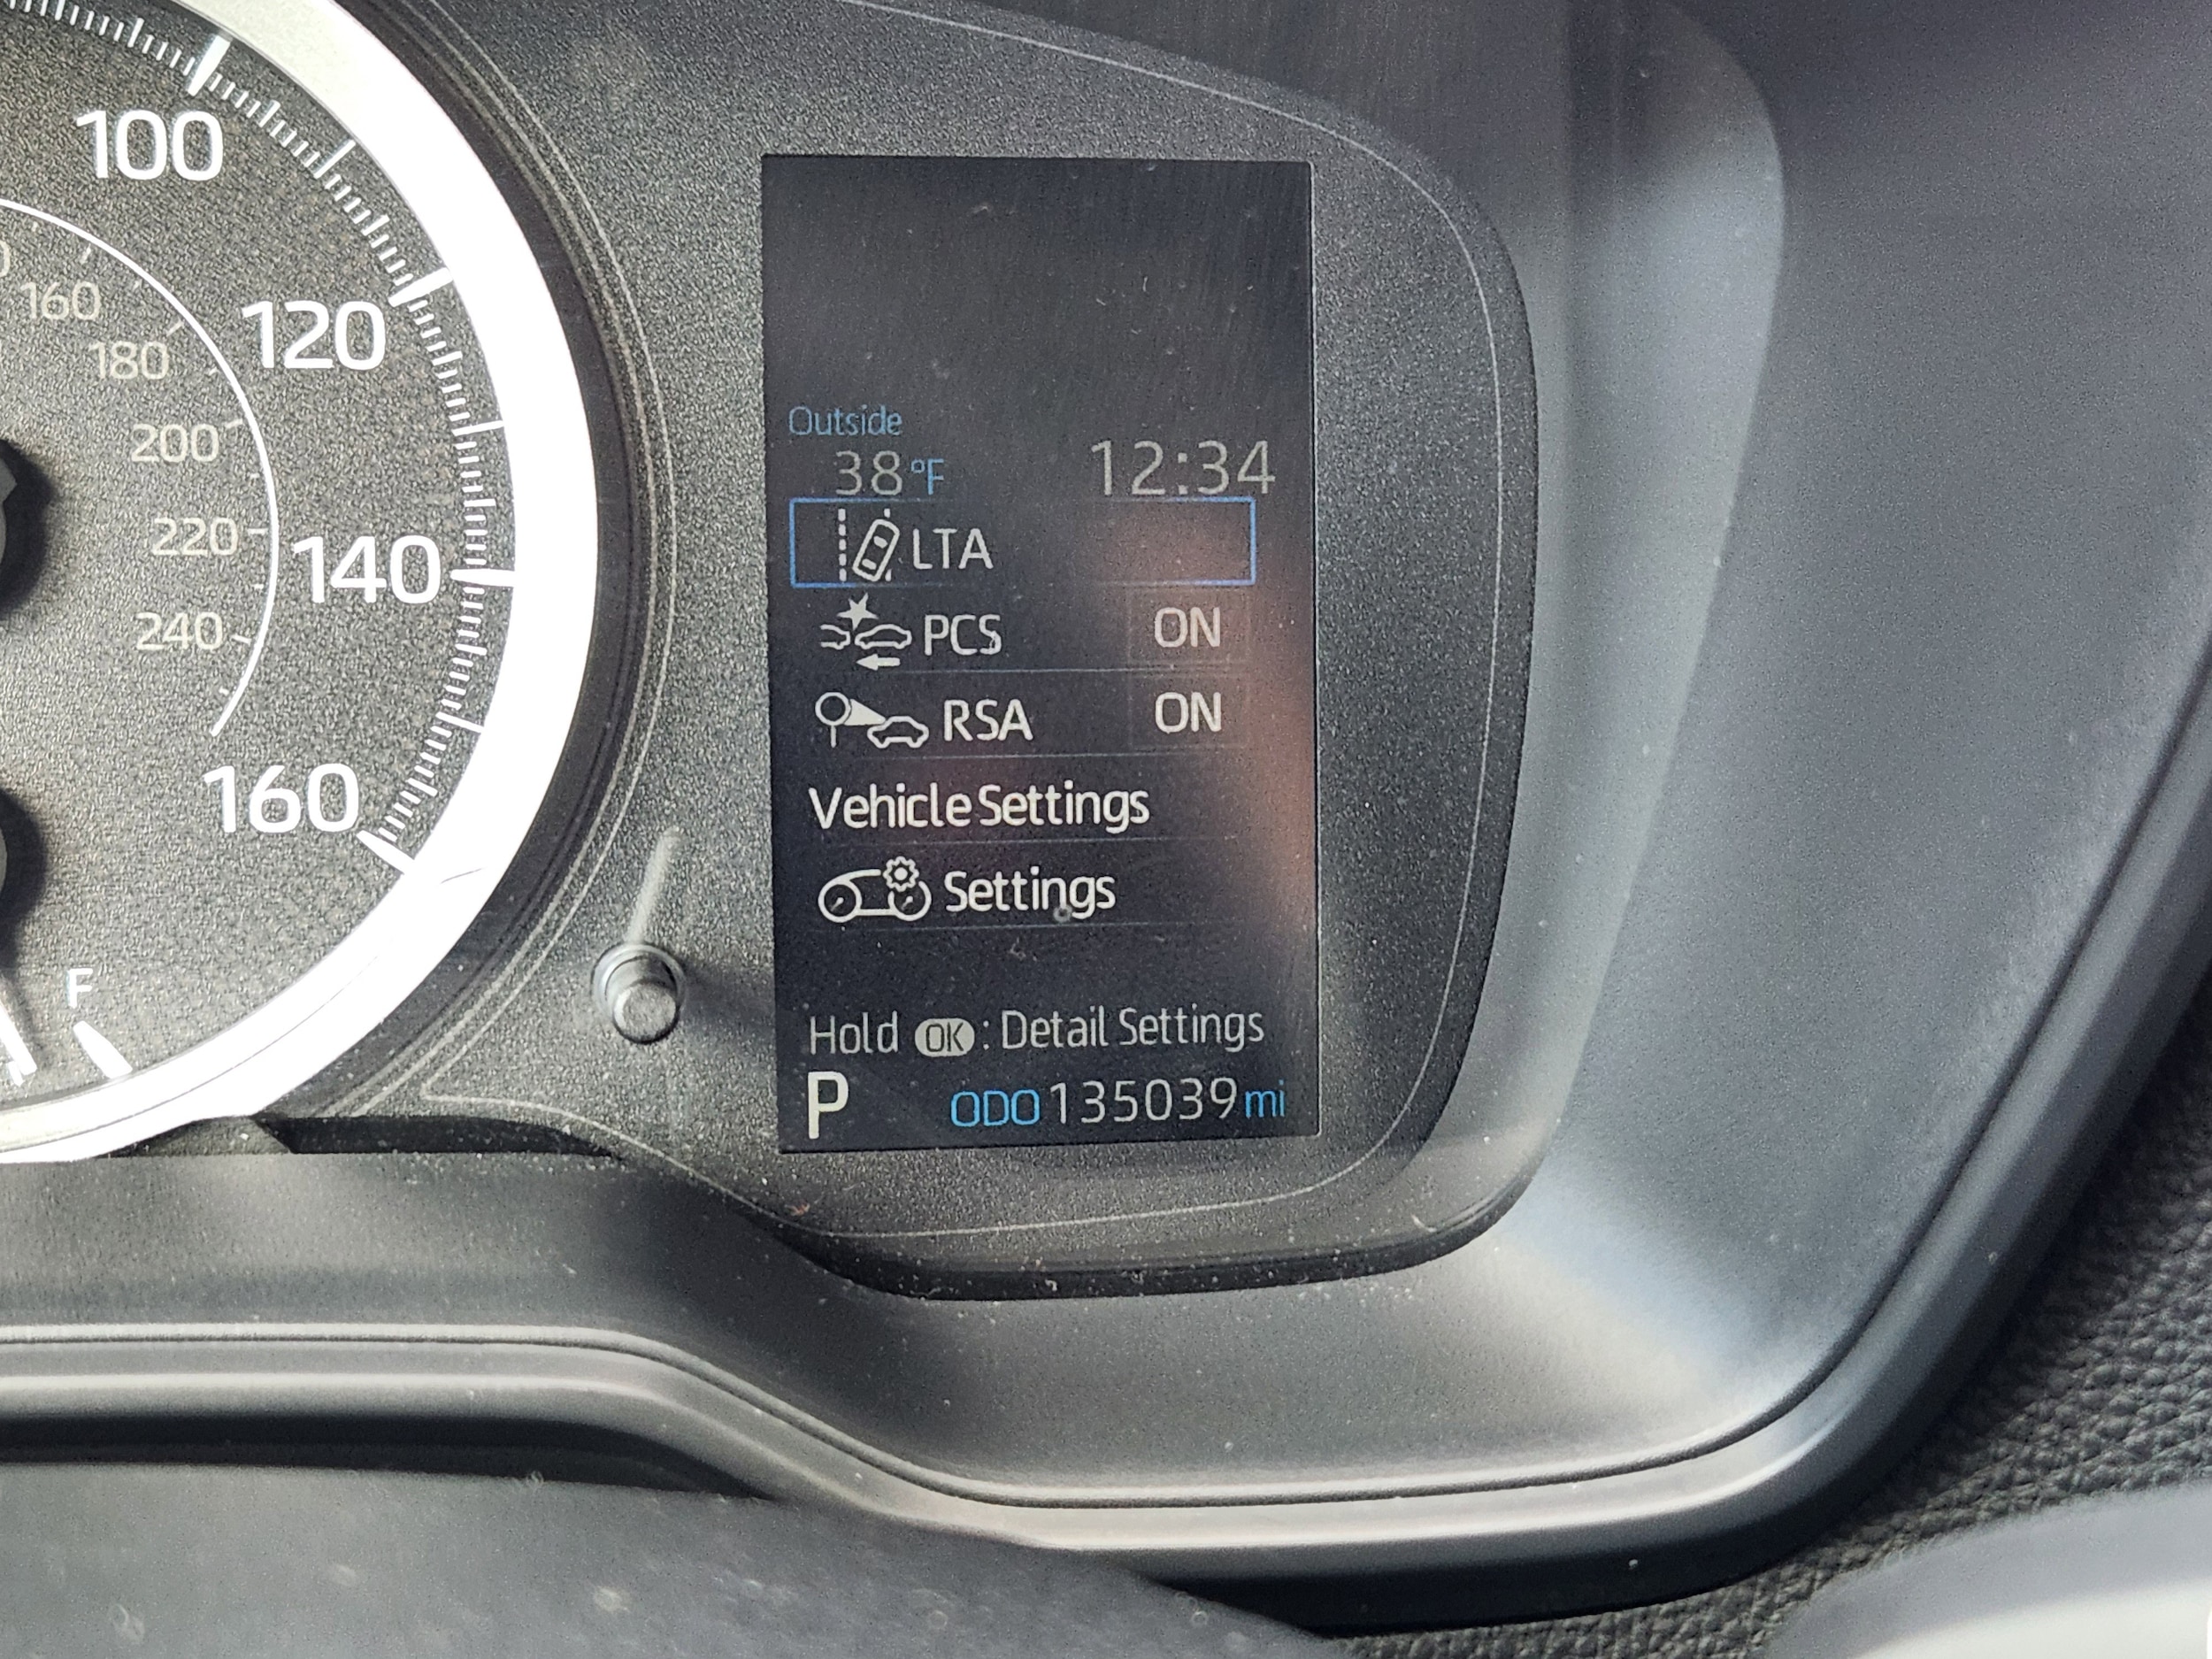 100
120
140
160
160
180
200
220
240
F
Outside
38°F 12:34
LTA
PCS ON
RSA ON
Vehicle Settings
Settings
Hold OK : Detail Settings
P ODO 135039 mi